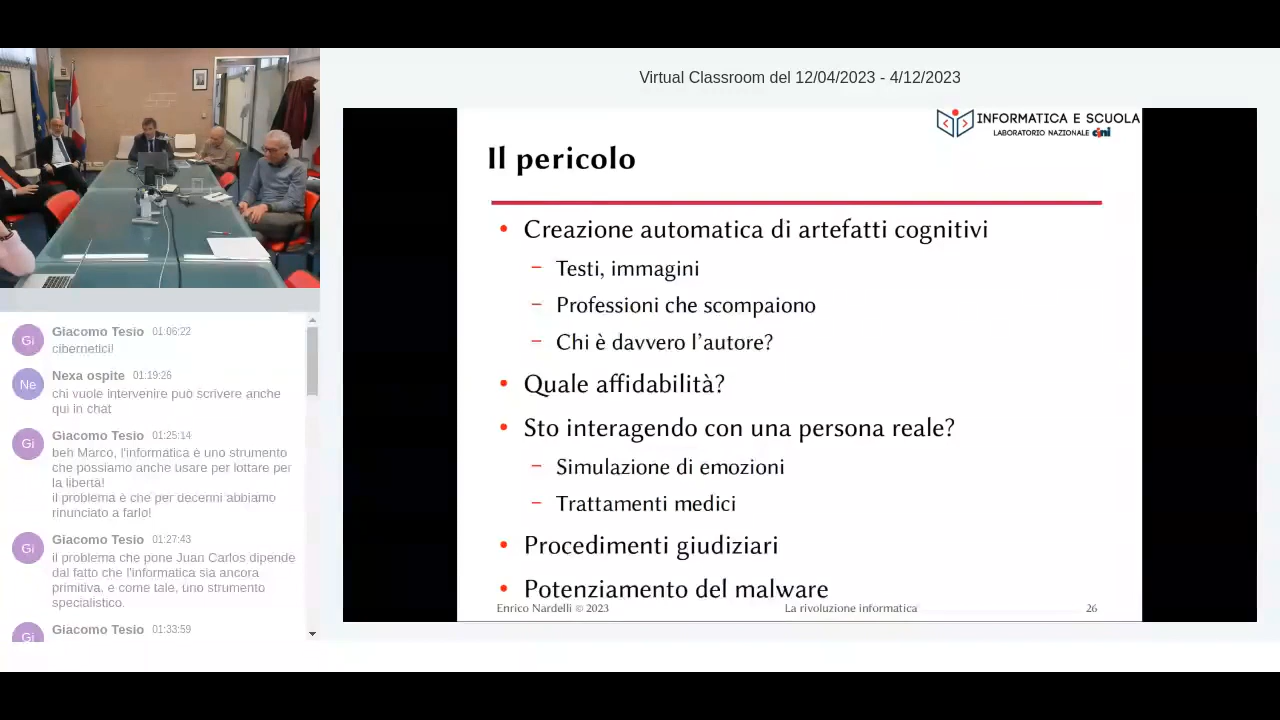 Virtual Classroom del 12/04/2023 - 4/12/2023
INFORMATICA E SCUOLA
LABORATORIO NAZIONALE cini
Il pericolo
• Creazione automatica di artefatti cognitivi
– Testi, immagini
– Professioni che scompaiono
– Chi è davvero l'autore?
• Quale affidabilità?
• Sto interagendo con una persona reale?
– Simulazione di emozioni
– Trattamenti medici
• Procedimenti giudiziari
• Potenziamento del malware
Enrico Nardelli © 2023
La rivoluzione informatica
26
Gi
Giacomo Tesio 01:06:22
cibernetici!
Ne
Nexa ospite 01:19:26
chi vuole intervenire può scrivere anche
qui in chat
Gi
Giacomo Tesio 01:25:14
beh Marco, l'informatica è uno strumento
che possiamo anche usare per lottare per
la libertà!
il problema è che per decenni abbiamo
rinunciato a farlo!
Gi
Giacomo Tesio 01:27:43
il problema che pone Juan Carlos dipende
dal fatto che l'informatica sia ancora
primitiva. e come tale, uno strumento
specialistico.
Gi
Giacomo Tesio 01:33:59